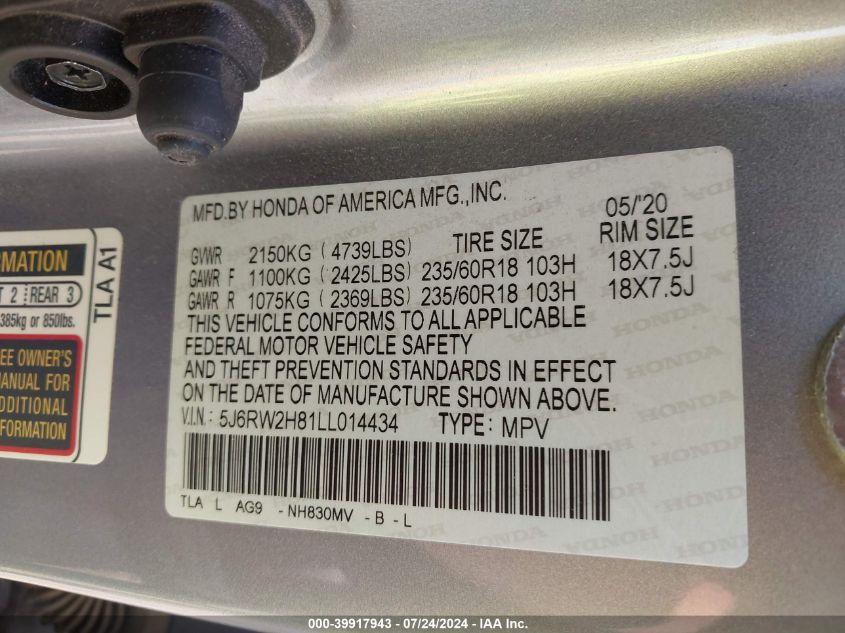 MFD.BY HONDA OF AMERICA MFG.,INC. 05/'20
TIRE SIZE RIM SIZE
GVWR 2150KG (4739LBS)
GAWR F 1100KG (2425LBS) 235/60R18 103H 18X7.5J
GAWR R 1075KG (2369LBS) 235/60R18 103H 18X7.5J
THIS VEHICLE CONFORMS TO ALL APPLICABLE
FEDERAL MOTOR VEHICLE SAFETY
AND THEFT PREVENTION STANDARDS IN EFFECT
ON THE DATE OF MANUFACTURE SHOWN ABOVE.
V.I.N.: 5J6RW2H81LL014434 TYPE: MPV
TLA L AG9 -NH830MV -B -L
RMATION
T 2 REAR 3
385kg or 850lbs.
TLA A1
EE OWNER'S
MANUAL FOR
ADDITIONAL
NFORMATION
000-39917943 / 07/24/2024 - IAA Inc.